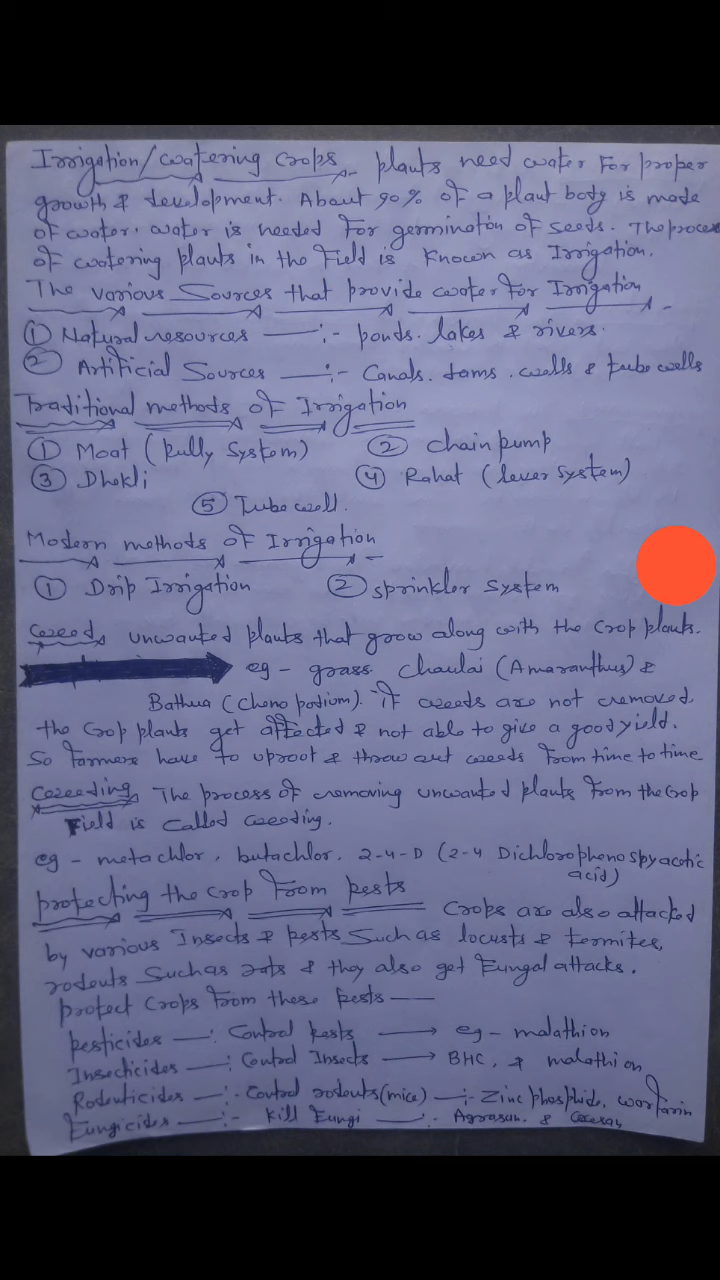 Irrigation/watering crops - plants need water for proper
growth & development. About 90% of a plant body is made
of water. water is needed for germination of seeds. The process
of watering plants in the field is known as Irrigation.
The various Sources that provide water for Irrigation -
① Natural resources —:- ponds. lakes & rivers.
② Artificial Sources —:- Canals. dams. wells & tube wells
Traditional methods of Irrigation
① Moat (pully System) ② chain pump
③ Dhekli ④ Rahat (lever system)
⑤ Tube well.
Modern methods of Irrigation -
① Drip Irrigation ② sprinkler system
weed, unwanted plants that grow along with the crop plants.
eg - grass. chaulai (Amaranthus) &
Bathua (cheno podium). If weeds are not removed
the crop plants get affected & not able to give a good yield.
So farmers have to uproot & throw out weeds from time to time
weeding, The process of removing unwanted plants from the crop
Field is called weeding.
eg - metachlor, butachlor. 2-4-D (2-4
acid)
protecting the crop from pests
Crops are also attacked
by various Insects & pests Such as locusts & termites,
rodents Such as rats & they also get Fungal attacks.
protect crops from these pests —
pesticides —: Control pests → eg - malathion
Insecticides —: Control Insects → BHC, & malathion
Rodenticides —:- Control rodents(mice) —:- Zinc phosphide, warfarin
Fungicides —:- Kill Fungi —:. &